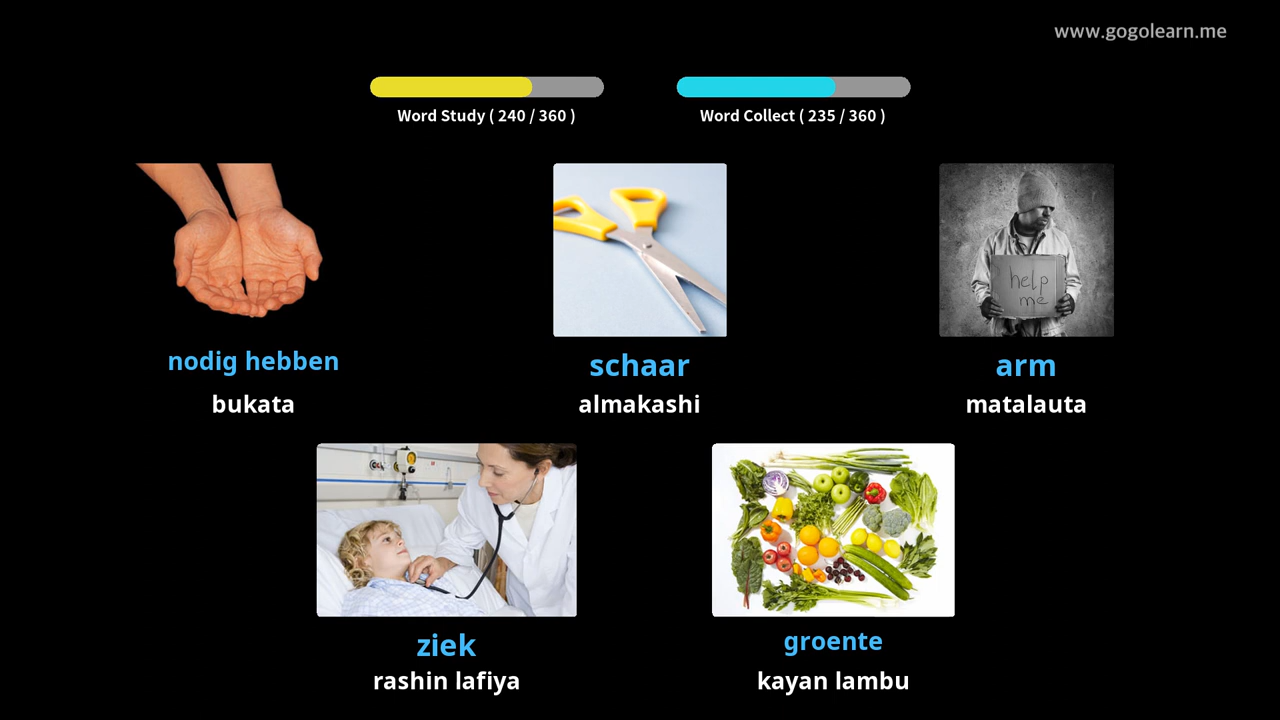 www.gogolearn.me
Word Study ( 240 / 360 )
Word Collect ( 235 / 360 )
help
me
nodig hebben
schaar
arm
bukata
almakashi
matalauta
ziek
groente
rashin lafiya
kayan lambu